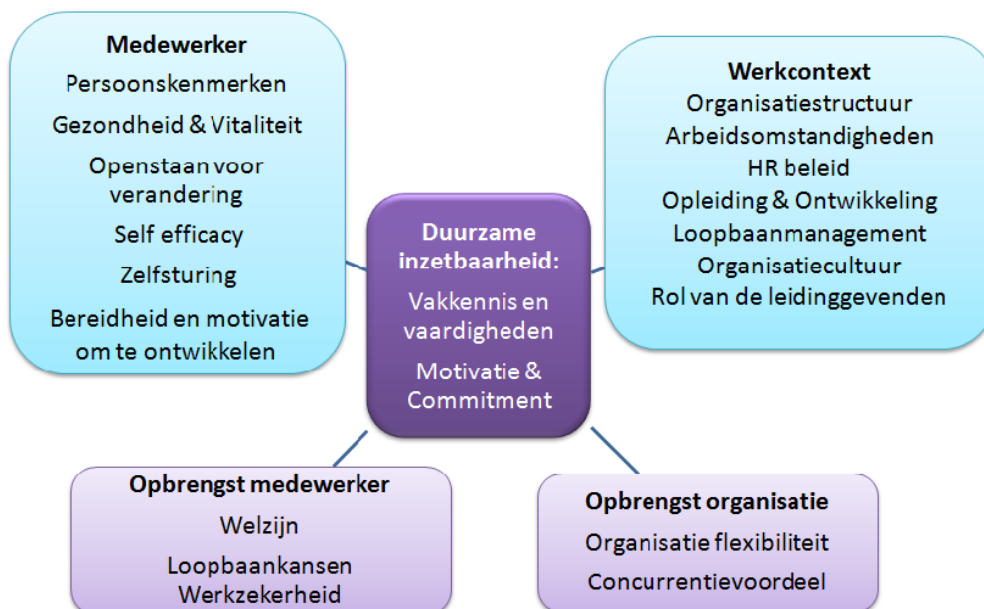 Medewerker
Persoonskenmerken
Gezondheid & Vitaliteit
Openstaan voor
verandering
Self efficacy
Zelfsturing
Bereidheid en motivatie
om te ontwikkelen
Werkcontext
Organisatiestructuur
Arbeidsomstandigheden
HR beleid
Opleiding & Ontwikkeling
Loopbaanmanagement
Organisatiecultuur
Rol van de leidinggevenden
Duurzame
inzetbaarheid:
Vakkennis en
vaardigheden
Motivatie &
Commitment
Opbrengst medewerker
Welzijn
Loopbaankansen
Werkzekerheid
Opbrengst organisatie
Organisatie flexibiliteit
Concurrentievoordeel